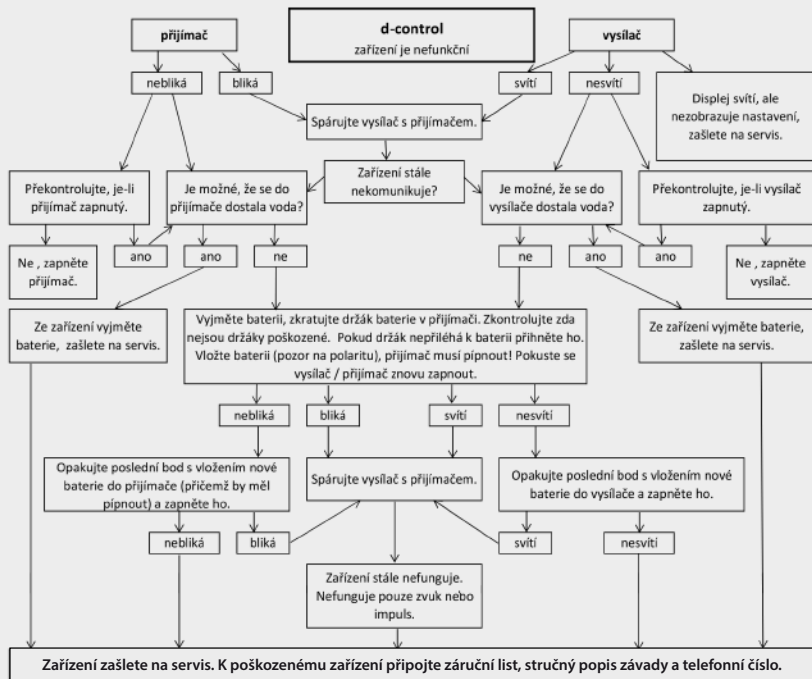 d-control
zařízení je nefunkční
přijímač
vysílač
nebliká
bliká
svítí
nesvítí
Displej svítí, ale
nezobrazuje nastavení,
zašlete na servis.
Spárujte vysílač s přijímačem.
Zařízení stále
nekomunikuje?
Překontrolujte, je-li
přijímač zapnutý.
Je možné, že se do
přijímače dostala voda?
Je možné, že se do
vysílače dostala voda?
Překontrolujte, je-li vysílač
zapnutý.
Ne , zapněte
přijímač.
ano
ano
ne
ne
ano
ano
Ne , zapněte
vysílač.
Ze zařízení vyjměte
baterie, zašlete na servis.
Vyjměte baterii, zkratujte držák baterie v přijímači. Zkontrolujte zda
nejsou držáky poškozené. Pokud držák nepřiléhá k baterii přihněte ho.
Vložte baterii (pozor na polaritu), přijímač musí pípnout! Pokuste se
vysílač / přijímač znovu zapnout.
Ze zařízení vyjměte baterie,
zašlete na servis.
nebliká
bliká
svítí
nesvítí
Opakujte poslední bod s vložením nové
baterie do přijímače (přičemž by měl
pípnout) a zapněte ho.
Spárujte vysílač s přijímačem.
Opakujte poslední bod s vložením nové
baterie do vysílače a zapněte ho.
nebliká
bliká
svítí
nesvítí
Zařízení stále nefunguje.
Nefunguje pouze zvuk nebo
impuls.
Zařízení zašlete na servis. K poškozenému zařízení připojte záruční list, stručný popis závady a telefonní číslo.